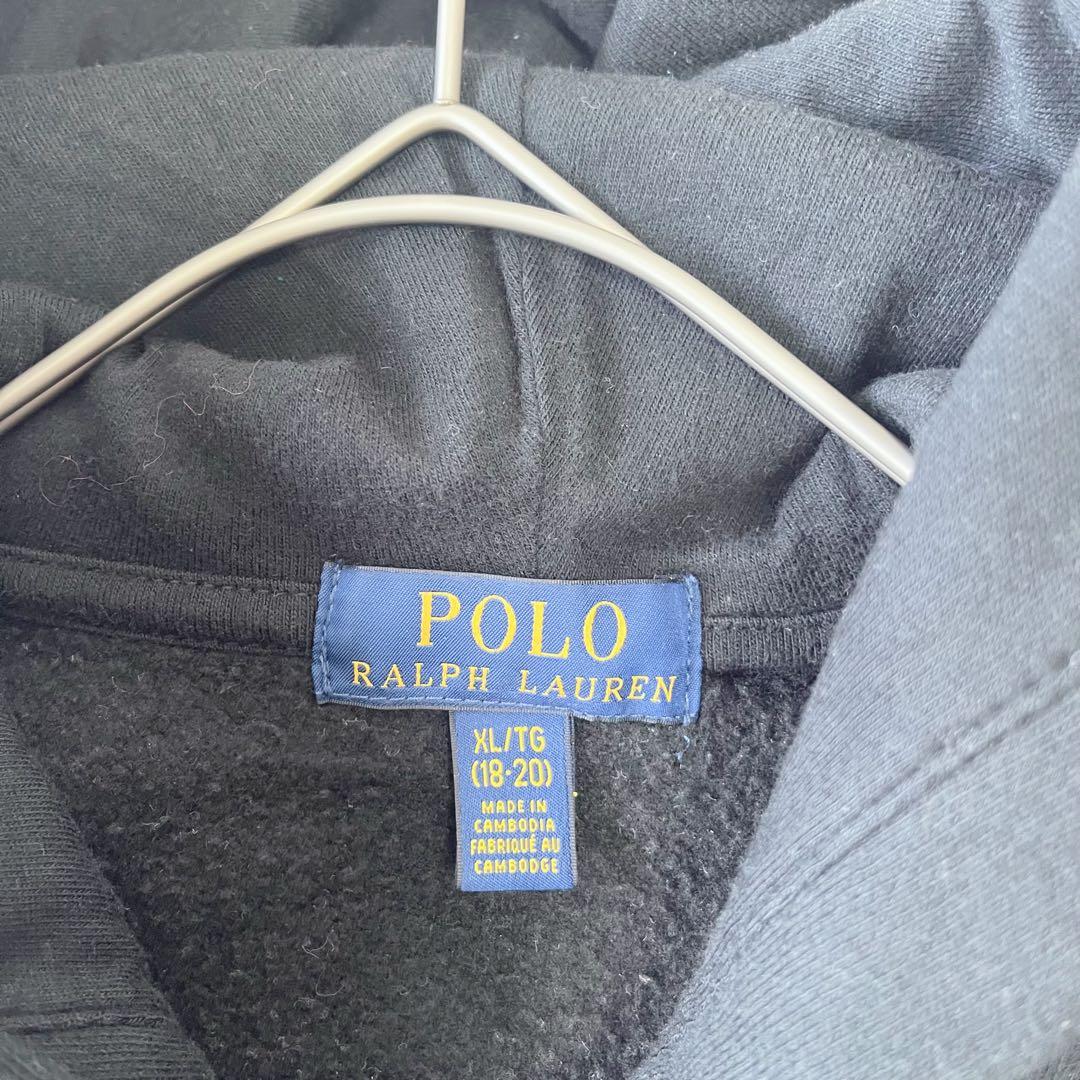 POLO
RALPH LAUREN
XL/TG
(18-20)
MADE IN
CAMBODIA
FABRIQUÉ AU
CAMBODGE